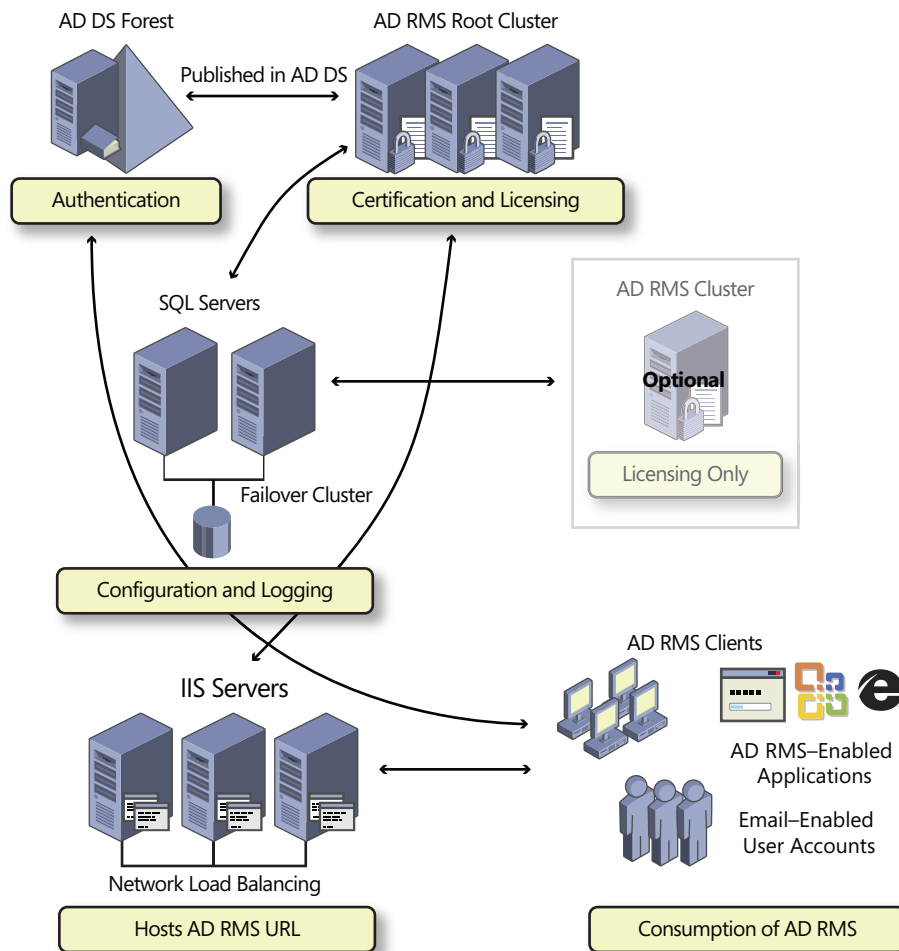 AD DS Forest
AD RMS Root Cluster
Published in AD DS
Authentication
Certification and Licensing
SQL Servers
AD RMS Cluster
Optional
Licensing Only
Failover Cluster
Configuration and Logging
IIS Servers
AD RMS Clients
AD RMS–Enabled
Applications
Email–Enabled
User Accounts
Network Load Balancing
Hosts AD RMS URL
Consumption of AD RMS